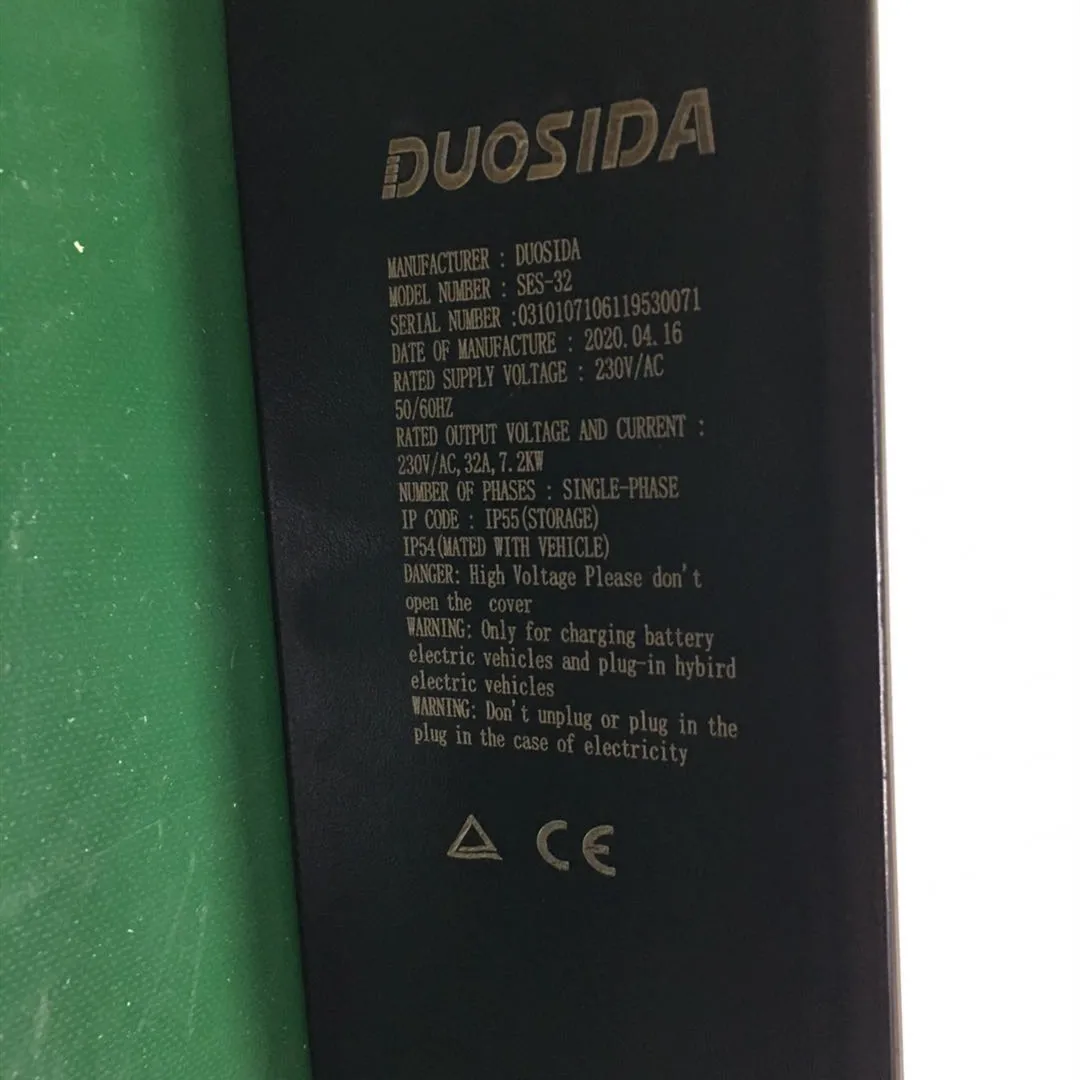 DUOSIDA
MANUFACTURER : DUOSIDA
MODEL NUMBER : SES-32
SERIAL NUMBER :0310107106119530071
DATE OF MANUFACTURE : 2020.04.16
RATED SUPPLY VOLTAGE : 230V/AC
50/60HZ
RATED OUTPUT VOLTAGE AND CURRENT :
230V/AC,32A,7.2KW
NUMBER OF PHASES : SINGLE-PHASE
IP CODE : IP55(STORAGE)
IP54(MATED WITH VEHICLE)
DANGER: High Voltage Please don't
open the cover
WARNING: Only for charging battery
electric vehicles and plug-in hybird
electric vehicles
WARNING: Don't unplug or plug in the
plug in the case of electricity
CE